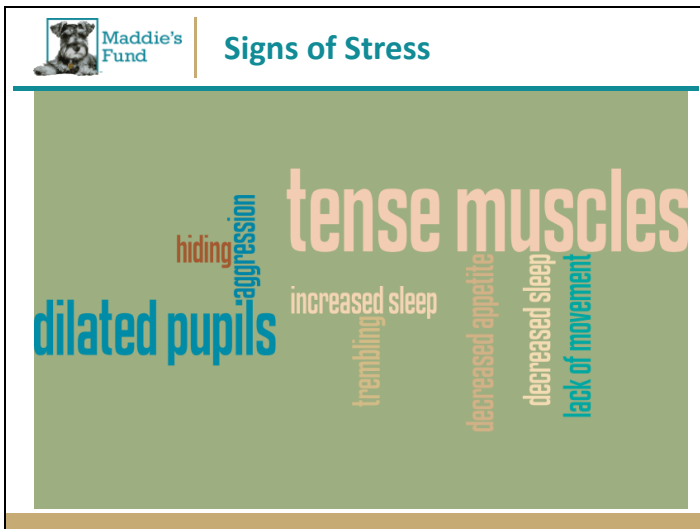 Maddie's
Fund
Signs of Stress
tense muscles
hiding
aggression
dilated pupils
increased sleep
trembling
decreased appetite
decreased sleep
lack of movement